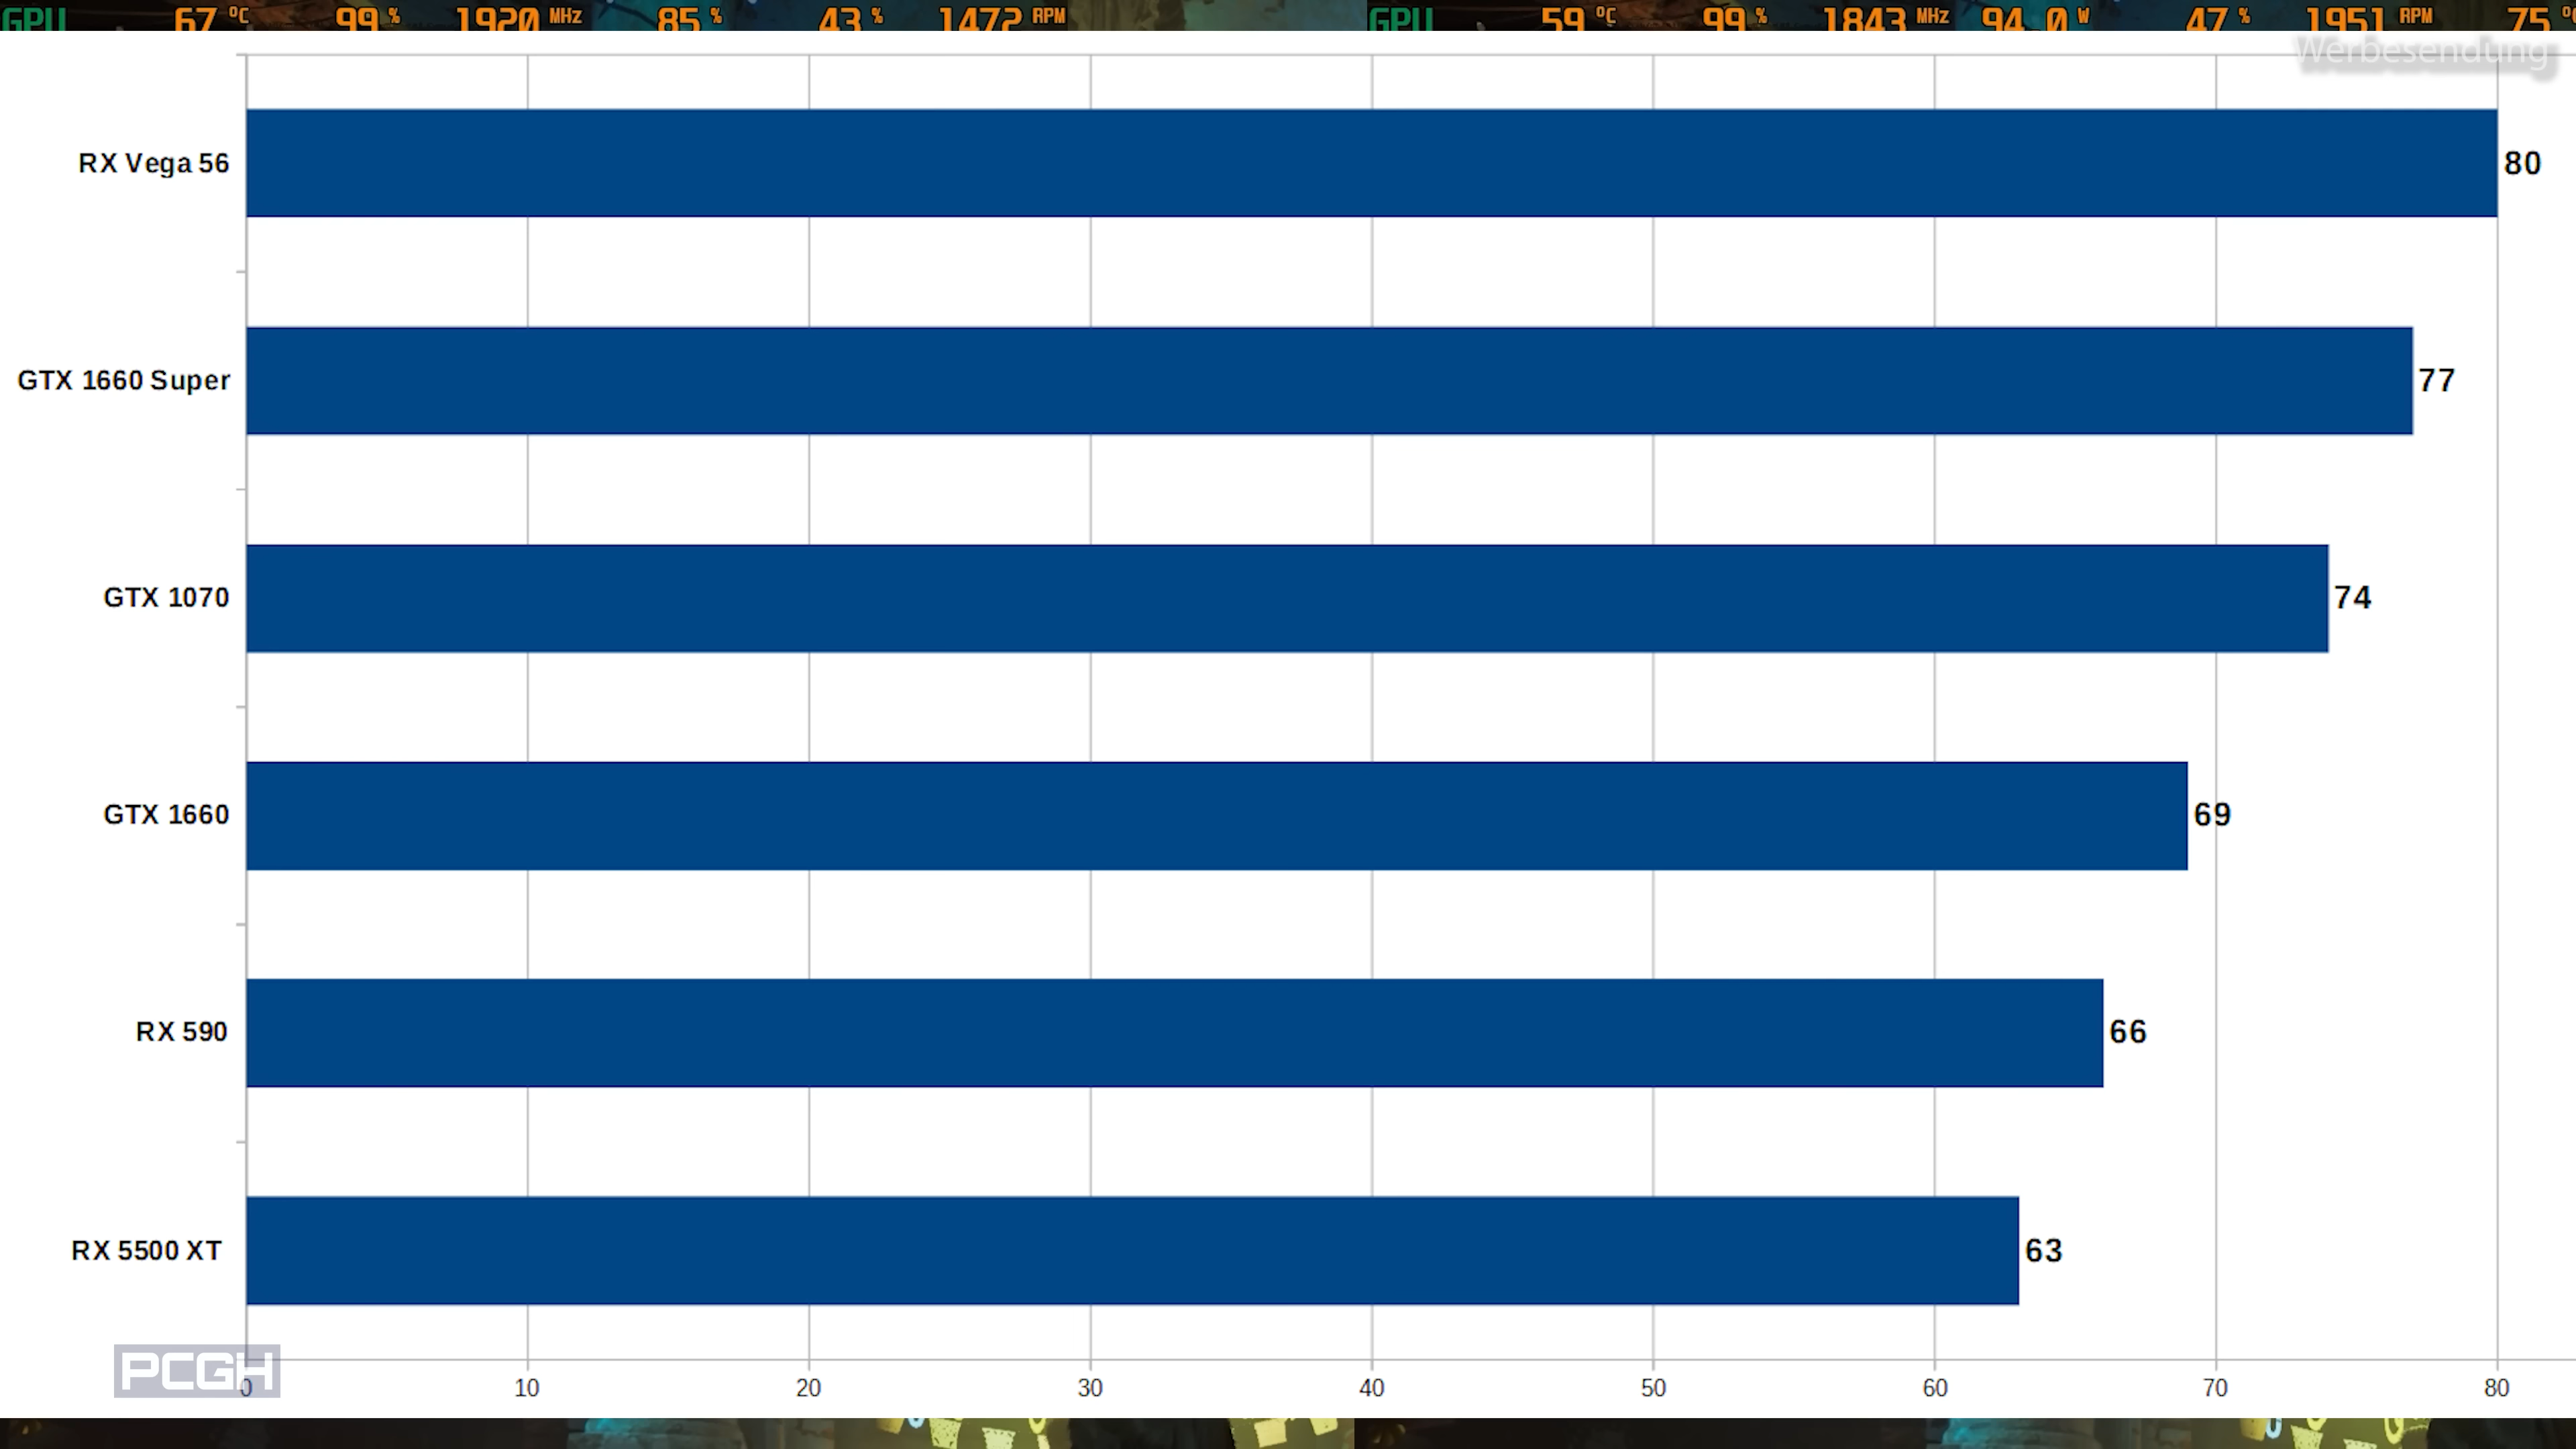 GPU 67 °C 99 % 1920 MHz 85 % 43 % 1472 RPM GPU 59 °C 99 % 1843 MHz 94.0 W 47 % 1951 RPM 75
Werbesendung
RX Vega 56 80
GTX 1660 Super 77
GTX 1070 74
GTX 1660 69
RX 590 66
RX 5500 XT 63
PCGH
0 10 20 30 40 50 60 70 80